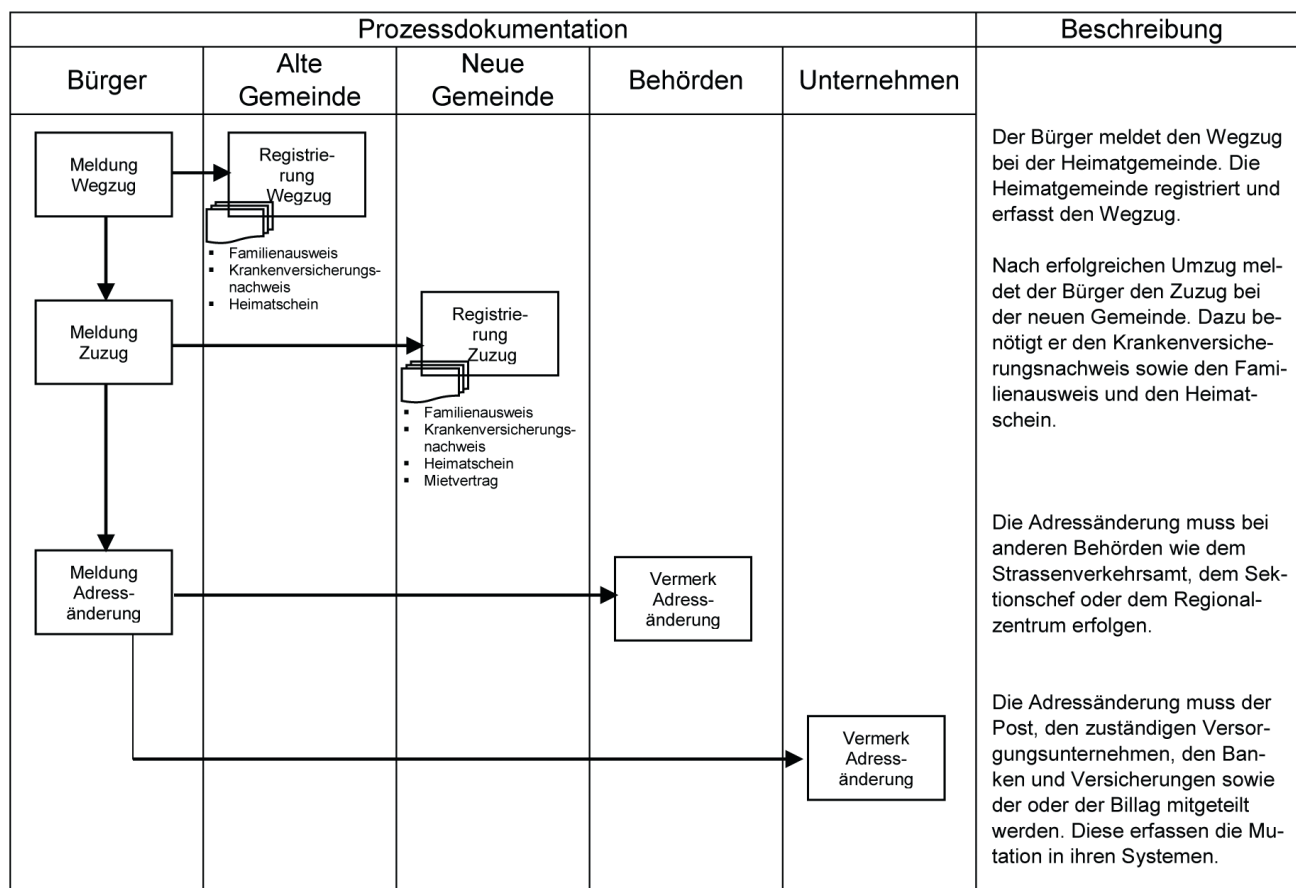 Prozessdokumentation
Beschreibung
Bürger
Alte
Gemeinde
Neue
Gemeinde
Behörden
Unternehmen
Meldung
Wegzug
Registrie-
rung
Wegzug
▪ Familienausweis
▪ Krankenversicherungs-
nachweis
▪ Heimatschein
Der Bürger meldet den Wegzug
bei der Heimatgemeinde. Die
Heimatgemeinde registriert und
erfasst den Wegzug.
Meldung
Zuzug
Registrie-
rung
Zuzug
▪ Familienausweis
▪ Krankenversicherungs-
nachweis
▪ Heimatschein
▪ Mietvertrag
Nach erfolgreichen Umzug mel-
det der Bürger den Zuzug bei
der neuen Gemeinde. Dazu be-
nötigt er den Krankenversiche-
rungsnachweis sowie den Fami-
lienausweis und den Heimat-
schein.
Meldung
Adress-
änderung
Vermerk
Adress-
änderung
Die Adressänderung muss bei
anderen Behörden wie dem
Strassenverkehrsamt, dem Sek-
tionschef oder dem Regional-
zentrum erfolgen.
Vermerk
Adress-
änderung
Die Adressänderung muss der
Post, den zuständigen Versor-
gungsunternehmen, den Ban-
ken und Versicherungen sowie
der oder der Billag mitgeteilt
werden. Diese erfassen die Mu-
tation in ihren Systemen.